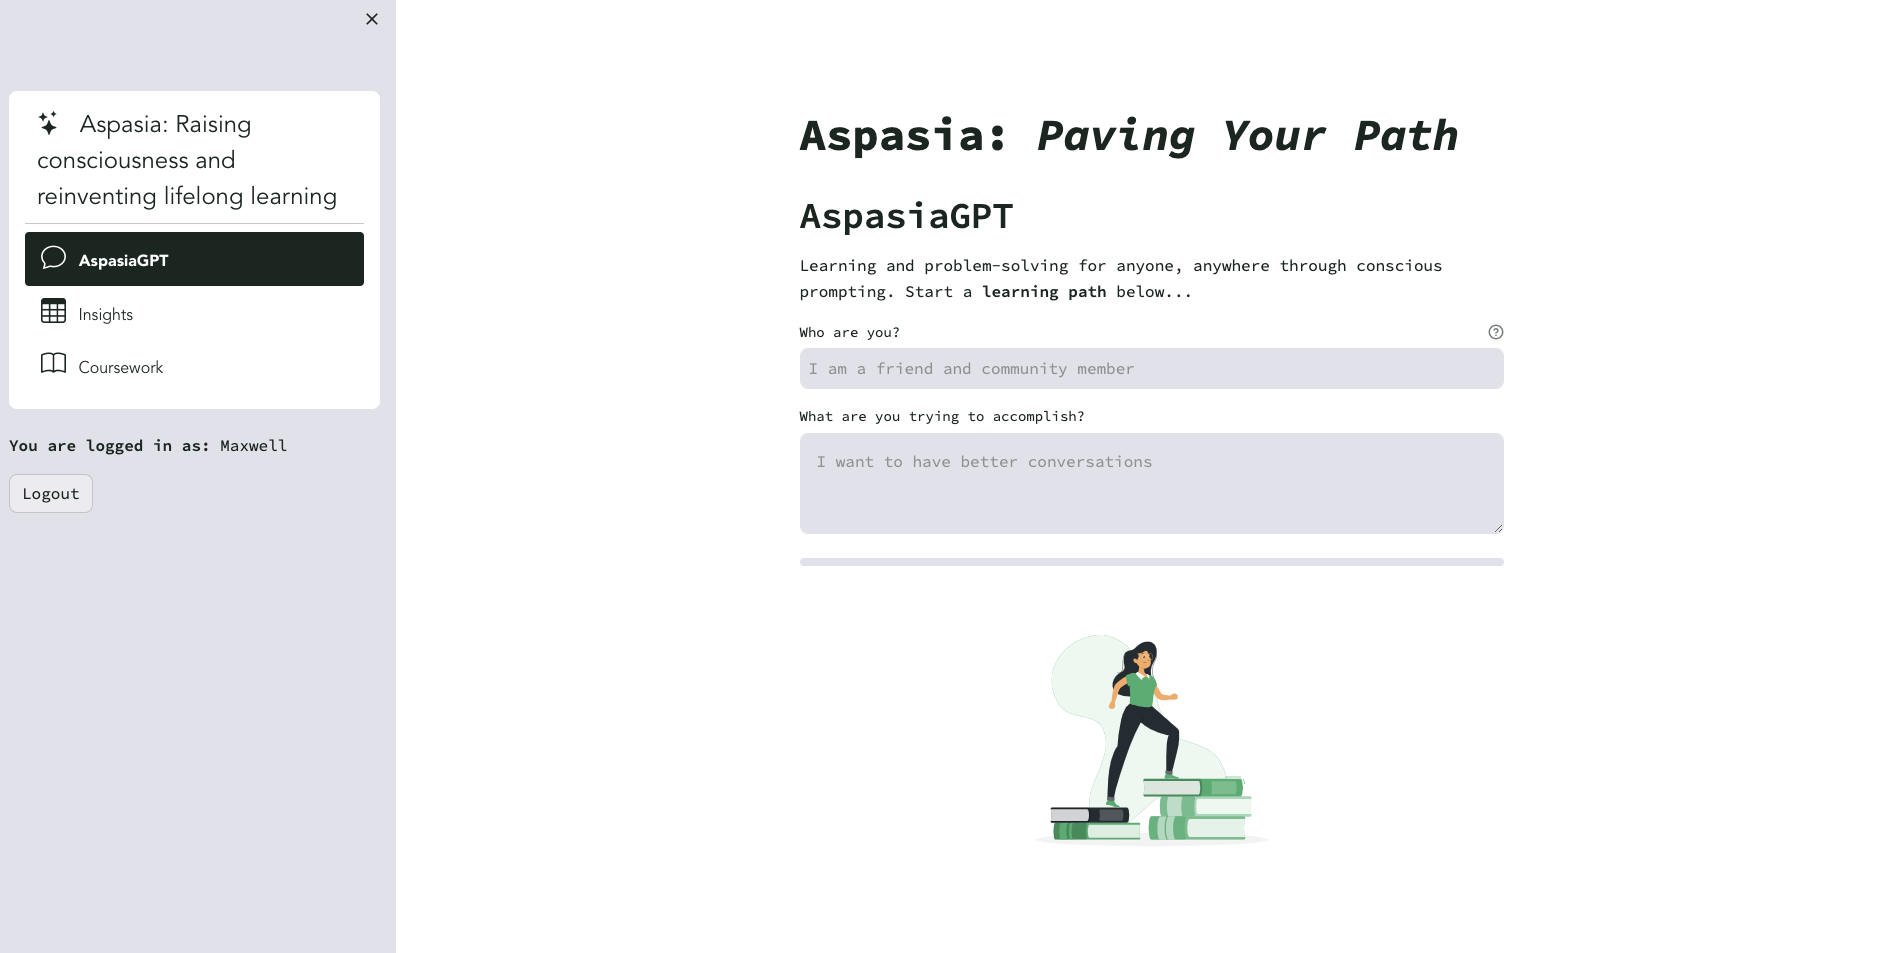 Aspasia: Raising
consciousness and
reinventing lifelong learning
AspasiaGPT
Insights
Coursework
You are logged in as: Maxwell
Logout
Aspasia: Paving Your Path
AspasiaGPT
Learning and problem-solving for anyone, anywhere through conscious
prompting. Start a learning path below...
Who are you?
I am a friend and community member
What are you trying to accomplish?
I want to have better conversations